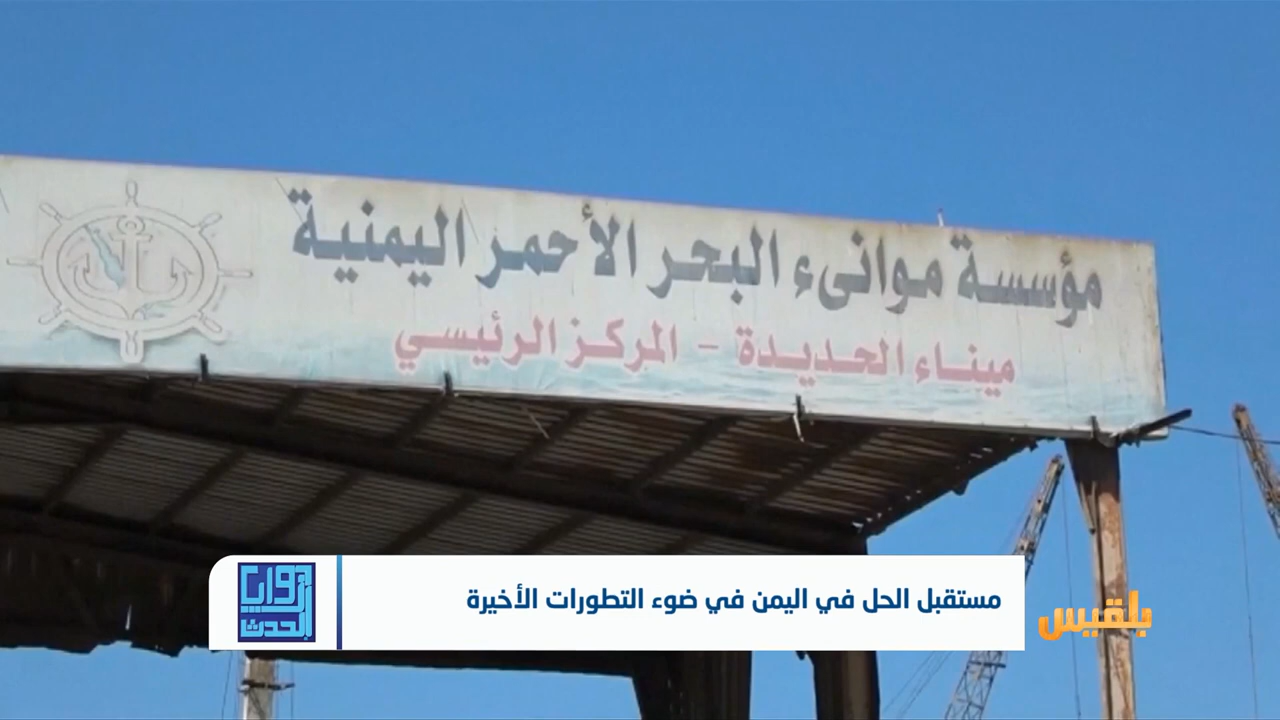 مؤسسة موانىء البحر الأحمر اليمنية
ميناء الحديدة - المركز الرئيسي
مستقبل الحل في اليمن في ضوء التطورات الأخيرة
أبواب الحدث
بلقيس